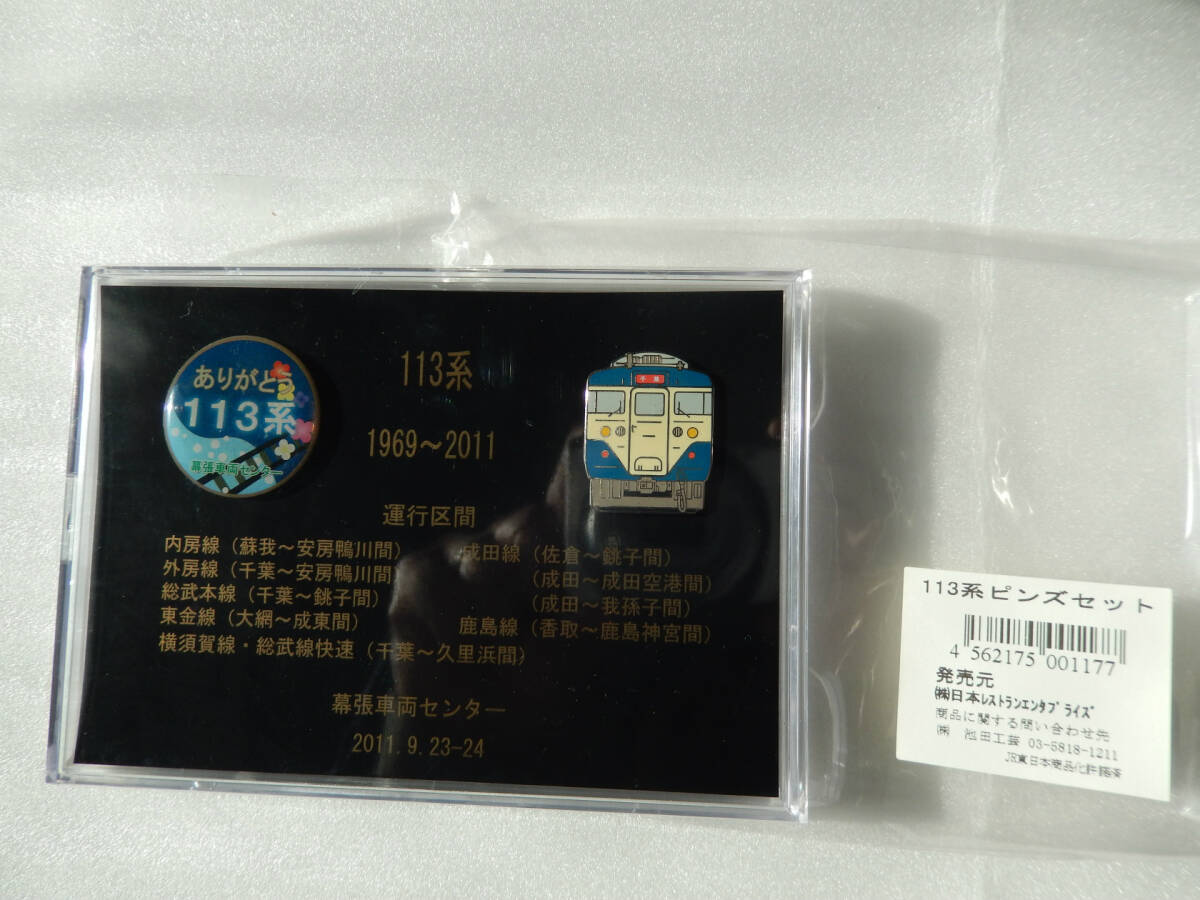 ありがとう
113系
幕張車両センター
113系
1969～2011
千葉
運行区間
内房線（蘇我～安房鴨川間）
外房線（千葉～安房鴨川間）
総武本線（千葉～銚子間）
東金線（大網～成東間）
横須賀線・総武線快速（千葉～久里浜間）
成田線（佐倉～銚子間）
（成田～成田空港間）
（成田～我孫子間）
鹿島線（香取～鹿島神宮間）
幕張車両センター
2011.9.23-24
113系ピンズセット
4 562175 001177
発売元
㈱日本ﾚｽﾄﾗﾝｴﾝﾀﾌﾟﾗｲｽﾞ
商品に関する問い合わせ先
㈱ 池田工芸 03-5818-1211
JR東日本商品化許諾済